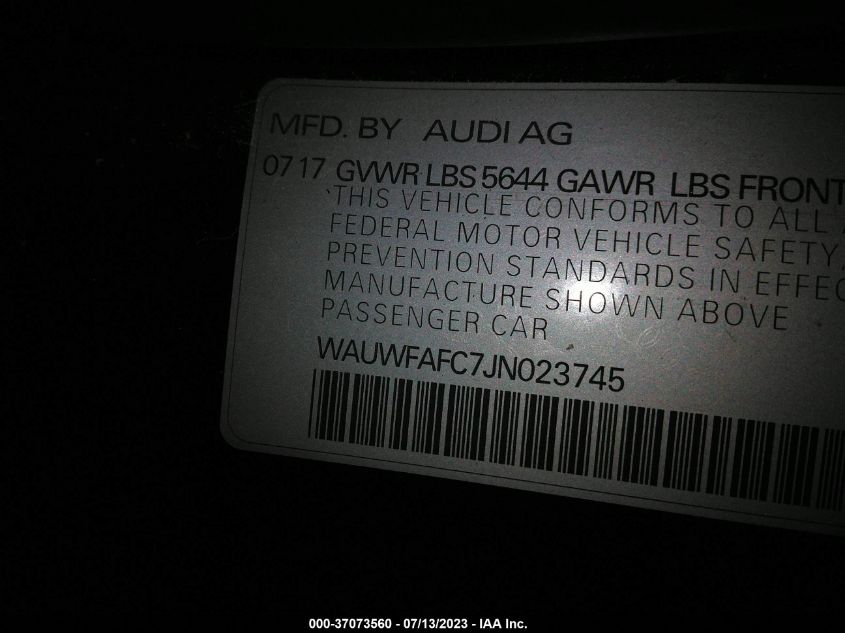 MFD. BY AUDI AG
07 17 GVWR LBS 5644 GAWR LBS FRONT
THIS VEHICLE CONFORMS TO ALL
FEDERAL MOTOR VEHICLE SAFETY
PREVENTION STANDARDS IN EFFEC
MANUFACTURE SHOWN ABOVE
PASSENGER CAR
WAUWFAFC7JN023745
000-37073560 - 07/13/2023 - IAA Inc.